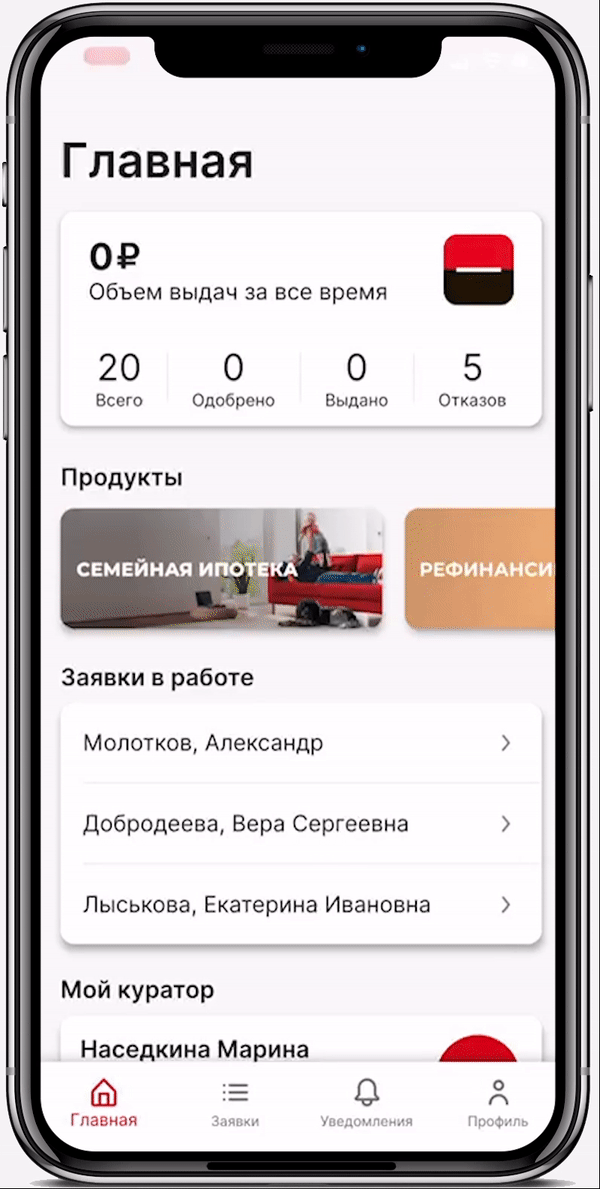 Главная
0₽
Объем выдач за все время
20 0 0 5
Всего Одобрено Выдано Отказов
Продукты
СЕМЕЙНАЯ ИПОТЕКА РЕФИНАНСИ
Заявки в работе
Молотков, Александр
Добродеева, Вера Сергеевна
Лыськова, Екатерина Ивановна
Мой куратор
Наседкина Марина
Главная Заявки Уведомления Профиль